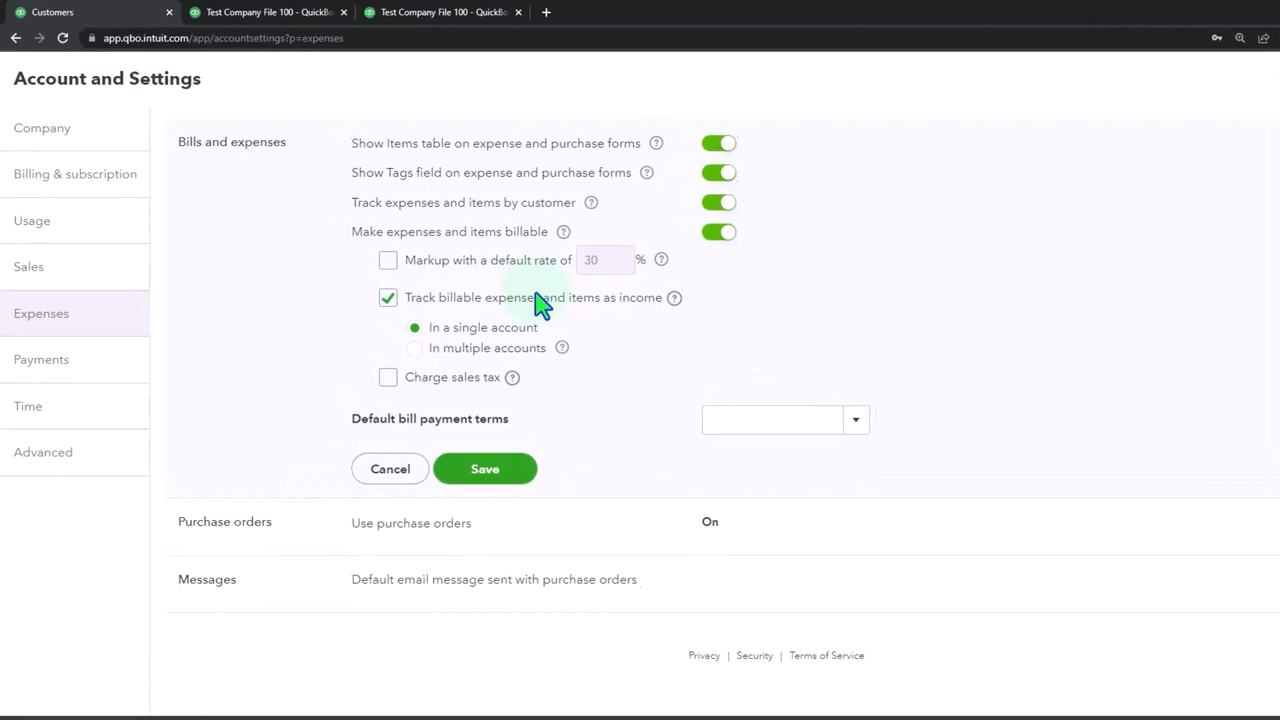 Customers
Test Company File 100 - QuickBo
Test Company File 100 - QuickBo
app.qbo.intuit.com/app/accountsettings?p=expenses
Account and Settings
Company
Billing & subscription
Usage
Sales
Expenses
Payments
Time
Advanced
Bills and expenses
Show Items table on expense and purchase forms
Show Tags field on expense and purchase forms
Track expenses and items by customer
Make expenses and items billable
Markup with a default rate of 30 %
Track billable expenses and items as income
In a single account
In multiple accounts
Charge sales tax
Default bill payment terms
Cancel Save
Purchase orders Use purchase orders On
Messages Default email message sent with purchase orders
Privacy | Security | Terms of Service